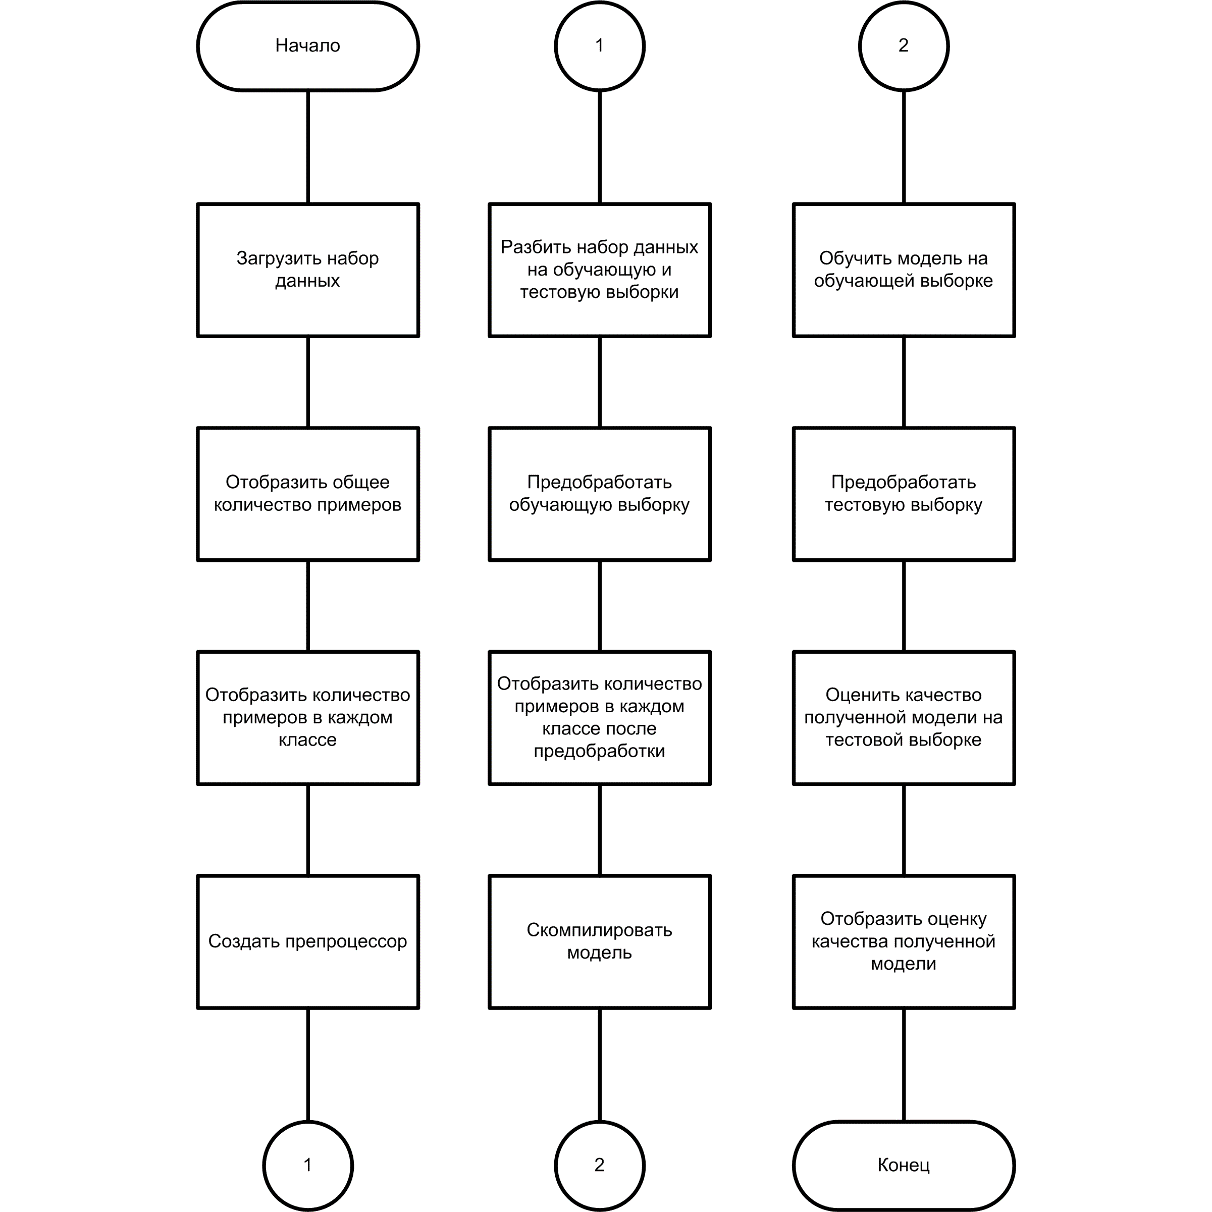 Начало
Загрузить набор
данных
Отобразить общее
количество примеров
Отобразить количество
примеров в каждом
классе
Создать препроцессор
1
1
Разбить набор данных
на обучающую и
тестовую выборки
Предобработать
обучающую выборку
Отобразить количество
примеров в каждом
классе после
предобработки
Скомпилировать
модель
2
2
Обучить модель на
обучающей выборке
Предобработать
тестовую выборку
Оценить качество
полученной модели на
тестовой выборке
Отобразить оценку
качества полученной
модели
Конец